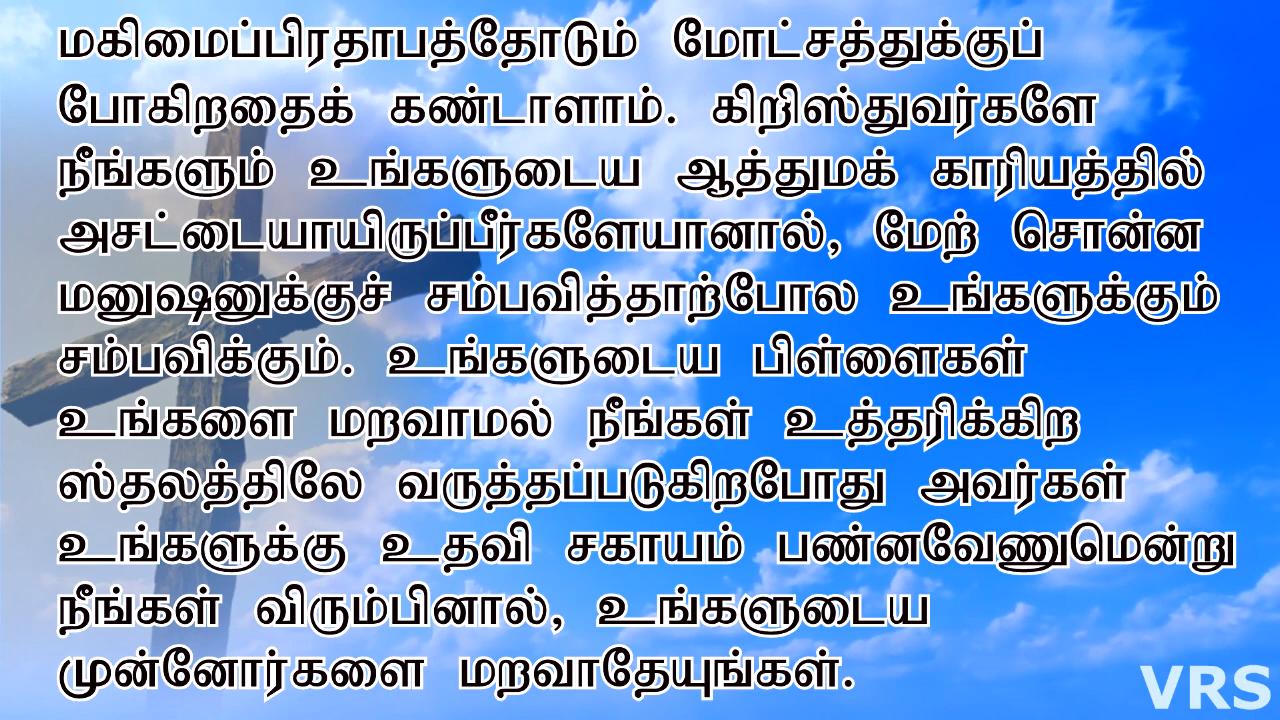 மகிமைப்பிரதாபத்தோடும் மோட்சத்துக்குப்
போகிறதைக் கண்டாளாம். கிறிஸ்துவர்களே
நீங்களும் உங்களுடைய ஆத்துமக் காரியத்தில்
அசட்டையாயிருப்பீர்களேயானால், மேற் சொன்ன
மனுஷனுக்குச் சம்பவித்தாற்போல உங்களுக்கும்
சம்பவிக்கும். உங்களுடைய பிள்ளைகள்
உங்களை மறவாமல் நீங்கள் உத்தரிக்கிற
ஸ்தலத்திலே வருத்தப்படுகிறபோது அவர்கள்
உங்களுக்கு உதவி சகாயம் பண்னவேணுமென்று
நீங்கள் விரும்பினால், உங்களுடைய
முன்னோர்களை மறவாதேயுங்கள்.
VRS